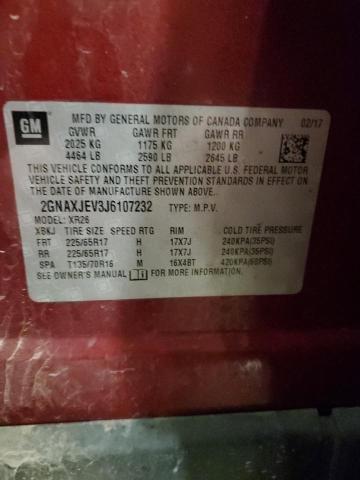 GM
MFD BY GENERAL MOTORS OF CANADA COMPANY 02/17
GVWR GAWR FRT GAWR RR
2025 KG 1175 KG 1200 KG
4464 LB 2590 LB 2645 LB
THIS VEHICLE CONFORMS TO ALL APPLICABLE U.S. FEDERAL MOTOR
VEHICLE SAFETY AND THEFT PREVENTION STANDARDS IN EFFECT ON
THE DATE OF MANUFACTURE SHOWN ABOVE.
2GNAXJEV3J6107232 TYPE: M.P.V.
MODEL: XR26
XBKJ TIRE SIZE SPEED RTG RIM COLD TIRE PRESSURE
FRT 225/65R17 H 17X7J 240KPA(35PSI)
RR 225/65R17 H 17X7J 240KPA(35PSI)
SPA T135/70R16 M 16X4BT 420KPA(60PSI)
SEE OWNER'S MANUAL FOR MORE INFORMATION.